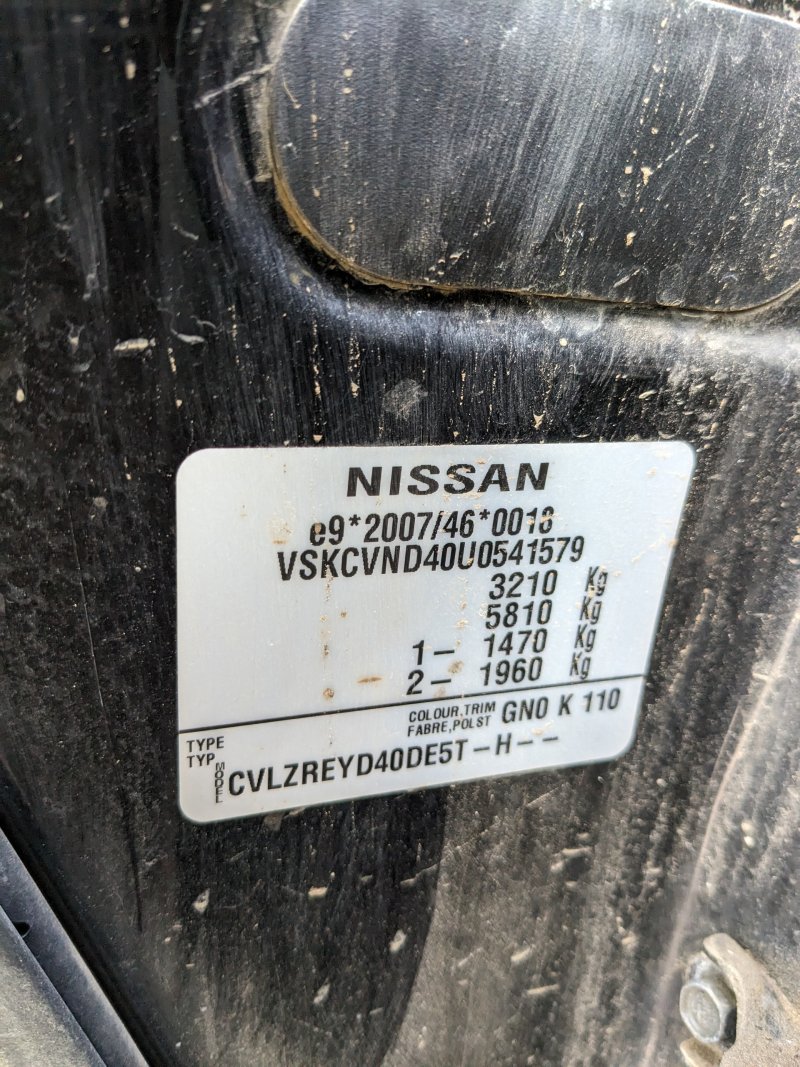 NISSAN
e9*2007/46*0018
VSKCVND40U0541579
3210 Kg
5810 Kg
1- 1470 Kg
2- 1960 Kg
COLOUR,TRIM
FABRE,POLST GN0 K 110
TYPE
TYP
MODEL CVLZREYD40DE5T-H--